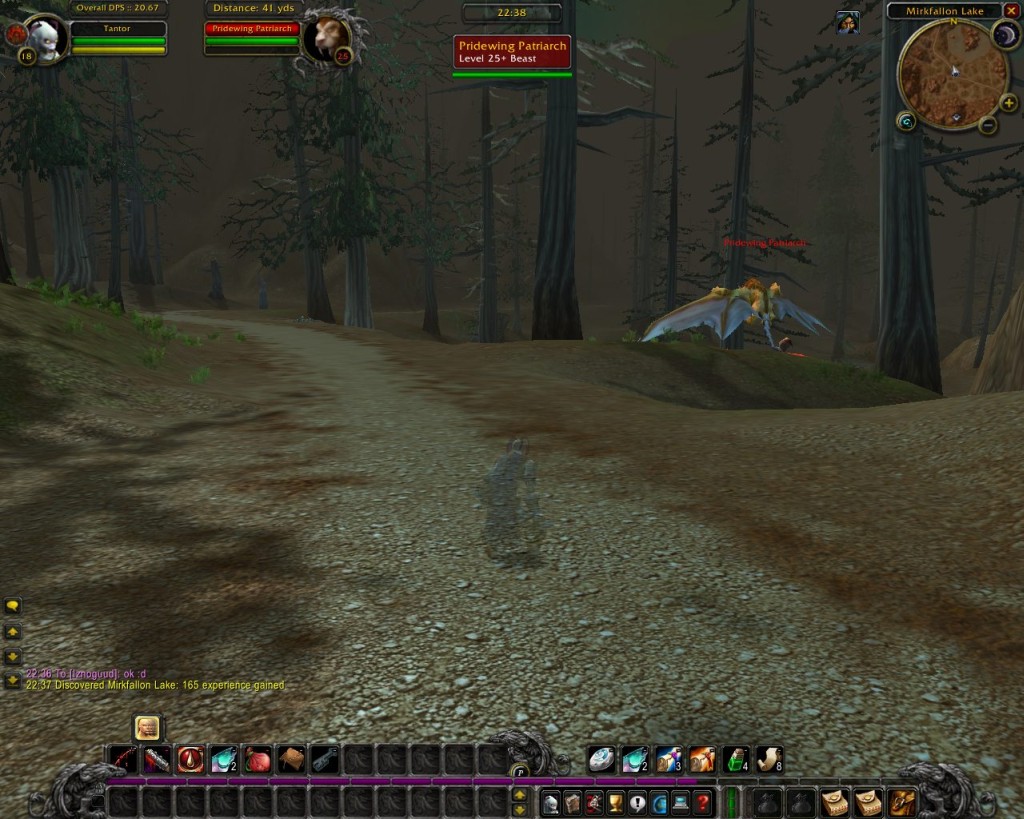 Overall DPS :: 20.67
Tantor
18
Distance: 41 yds
Pridewing Patriarch
25
22:38
Pridewing Patriarch
Level 25+ Beast
Mirkfallon Lake
N
Pridewing Patriarch
22:36 To [Iznoguud]: ok :d
22:37 Discovered Mirkfallon Lake: 165 experience gained
2
2
3
4
8
P